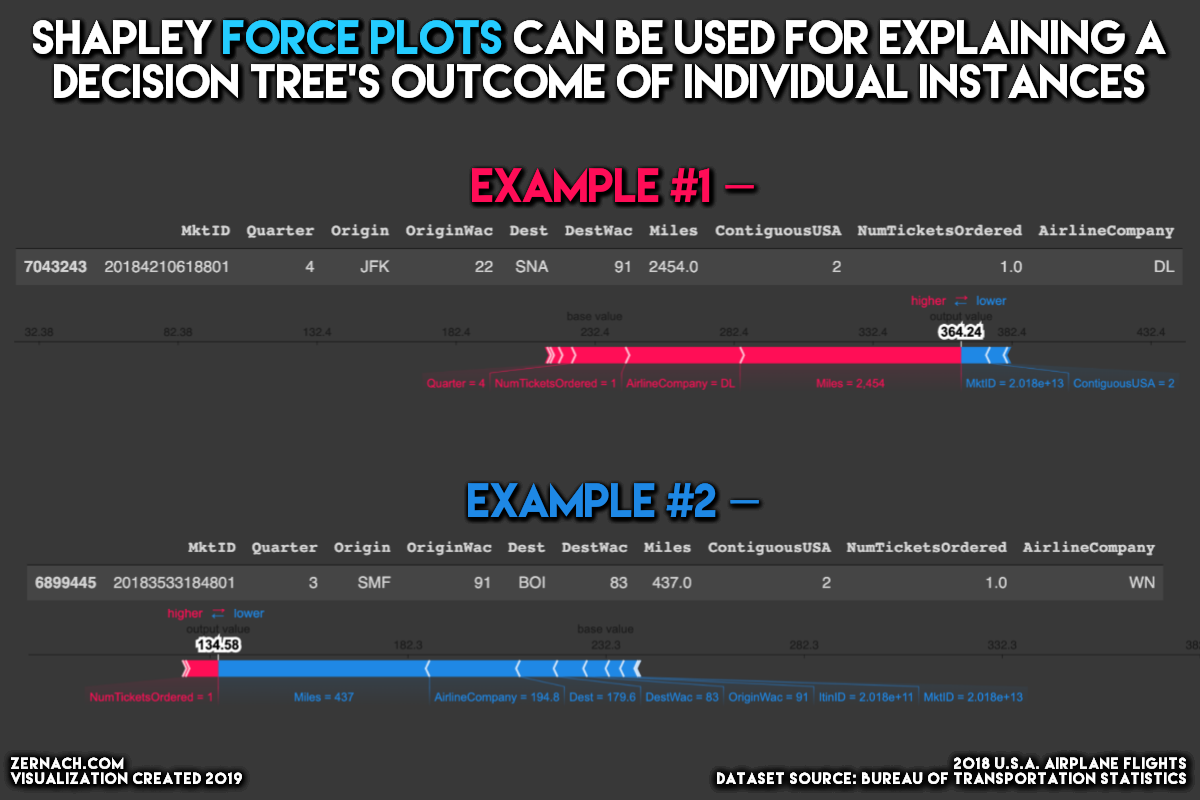 SHAPLEY FORCE PLOTS CAN BE USED FOR EXPLAINING A
DECISION TREE'S OUTCOME OF INDIVIDUAL INSTANCES
EXAMPLE #1 —
MktID Quarter Origin OriginWac Dest DestWac Miles ContiguousUSA NumTicketsOrdered AirlineCompany
7043243 20184210618801 4 JFK 22 SNA 91 2454.0 2 1.0 DL
higher ⇄ lower
base value output value
32.38 82.38 132.4 182.4 232.4 282.4 332.4 364.24 382.4 432.4
Quarter = 4 NumTicketsOrdered = 1 AirlineCompany = DL Miles = 2,454 MktID = 2.018e+13 ContiguousUSA = 2
EXAMPLE #2 —
MktID Quarter Origin OriginWac Dest DestWac Miles ContiguousUSA NumTicketsOrdered AirlineCompany
6899445 20183533184801 3 SMF 91 BOI 83 437.0 2 1.0 WN
higher ⇄ lower
output value base value
134.58 182.3 232.3 282.3 332.3
NumTicketsOrdered = 1 Miles = 437 AirlineCompany = 194.8 Dest = 179.6 DestWac = 83 OriginWac = 91 ItinID = 2.018e+11 MktID = 2.018e+13
ZERNACH.COM
VISUALIZATION CREATED 2019
2018 U.S.A. AIRPLANE FLIGHTS
DATASET SOURCE: BUREAU OF TRANSPORTATION STATISTICS